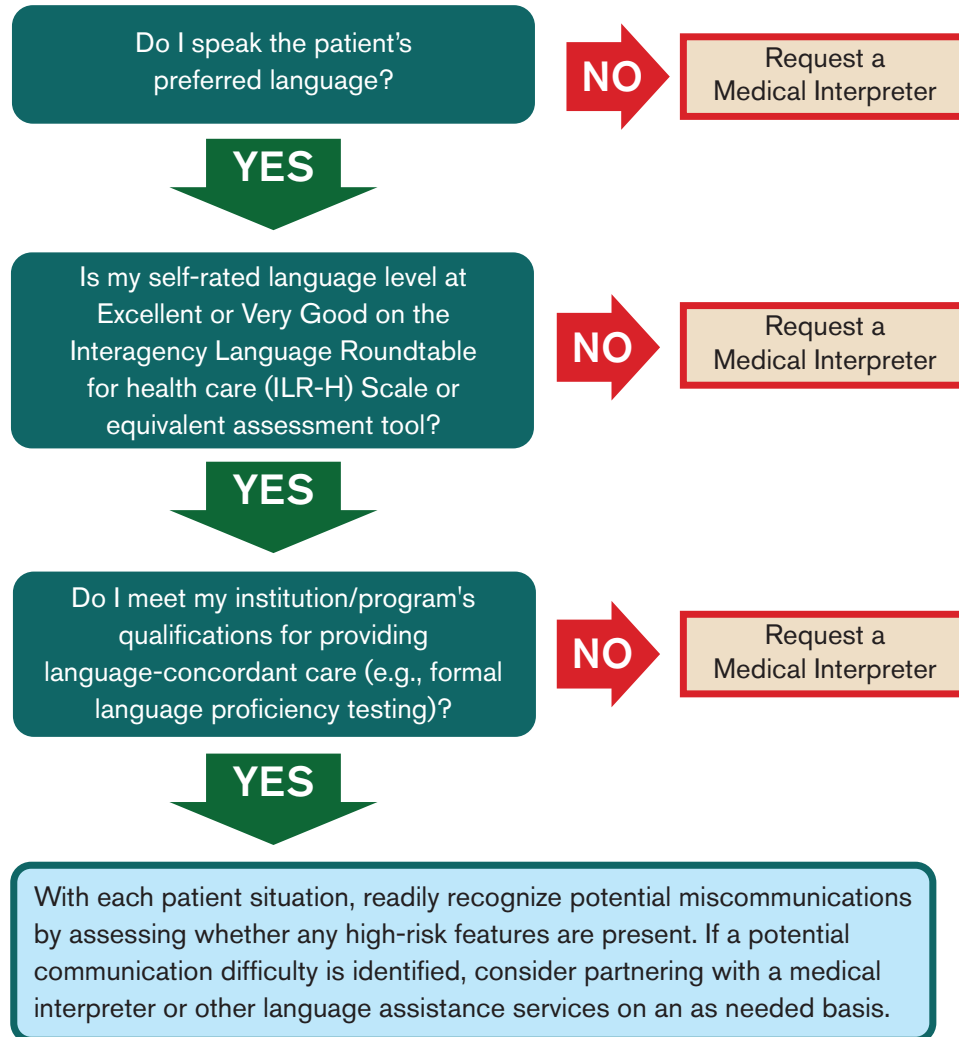 Do I speak the patient’s
preferred language?
NO
Request a
Medical Interpreter
YES
Is my self-rated language level at
Excellent or Very Good on the
Interagency Language Roundtable
for health care (ILR-H) Scale or
equivalent assessment tool?
NO
Request a
Medical Interpreter
YES
Do I meet my institution/program's
qualifications for providing
language-concordant care (e.g., formal
language proficiency testing)?
NO
Request a
Medical Interpreter
YES
With each patient situation, readily recognize potential miscommunications
by assessing whether any high-risk features are present. If a potential
communication difficulty is identified, consider partnering with a medical
interpreter or other language assistance services on an as needed basis.